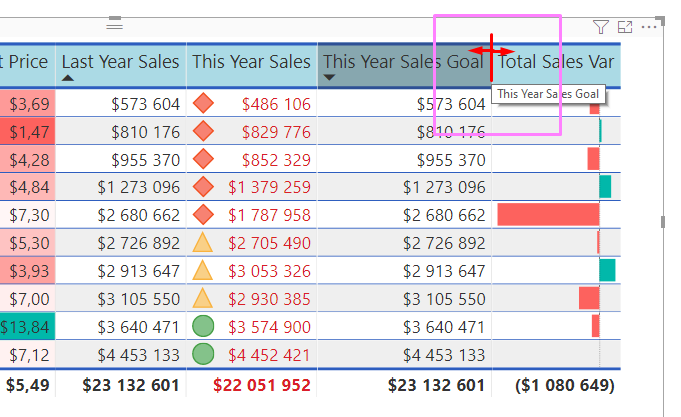 t Price Last Year Sales This Year Sales This Year Sales Goal Total Sales Var
$3,69 $573 604 $486 106 $573 604
This Year Sales Goal
$1,47 $810 176 $829 776 $810 176
$4,28 $955 370 $852 329 $955 370
$4,84 $1 273 096 $1 379 259 $1 273 096
$7,30 $2 680 662 $1 787 958 $2 680 662
$5,30 $2 726 892 $2 705 490 $2 726 892
$3,93 $2 913 647 $3 053 326 $2 913 647
$7,00 $3 105 550 $2 930 385 $3 105 550
$13,84 $3 640 471 $3 574 900 $3 640 471
$7,12 $4 453 133 $4 452 421 $4 453 133
$5,49 $23 132 601 $22 051 952 $23 132 601 ($1 080 649)